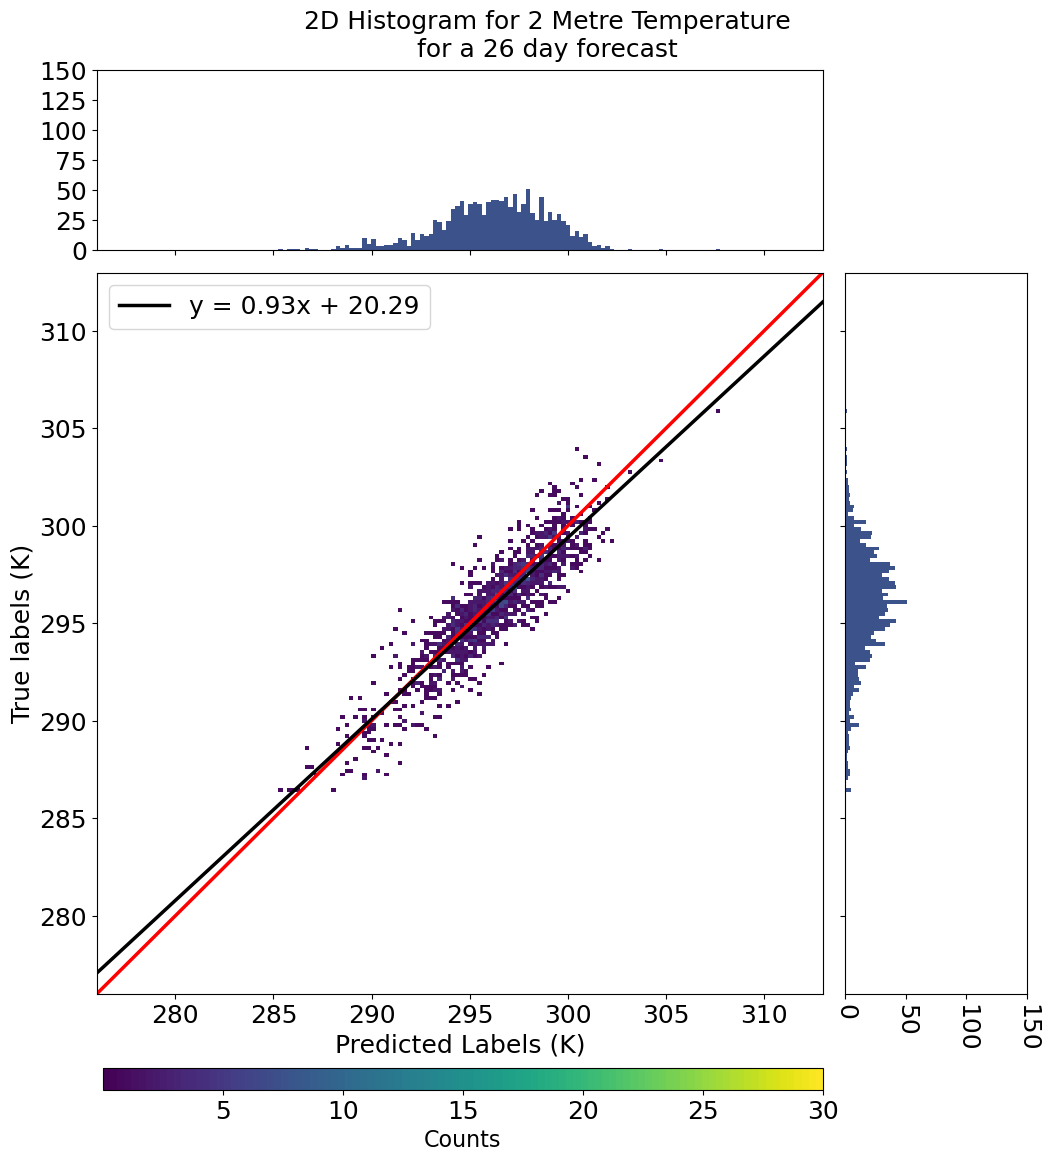 2D Histogram for 2 Metre Temperature
for a 26 day forecast
150
125
100
75
50
25
0
y = 0.93x + 20.29
310
305
300
295
290
285
280
True labels (K)
280 285 290 295 300 305 310
Predicted Labels (K)
0 50 100 150
5 10 15 20 25 30
Counts